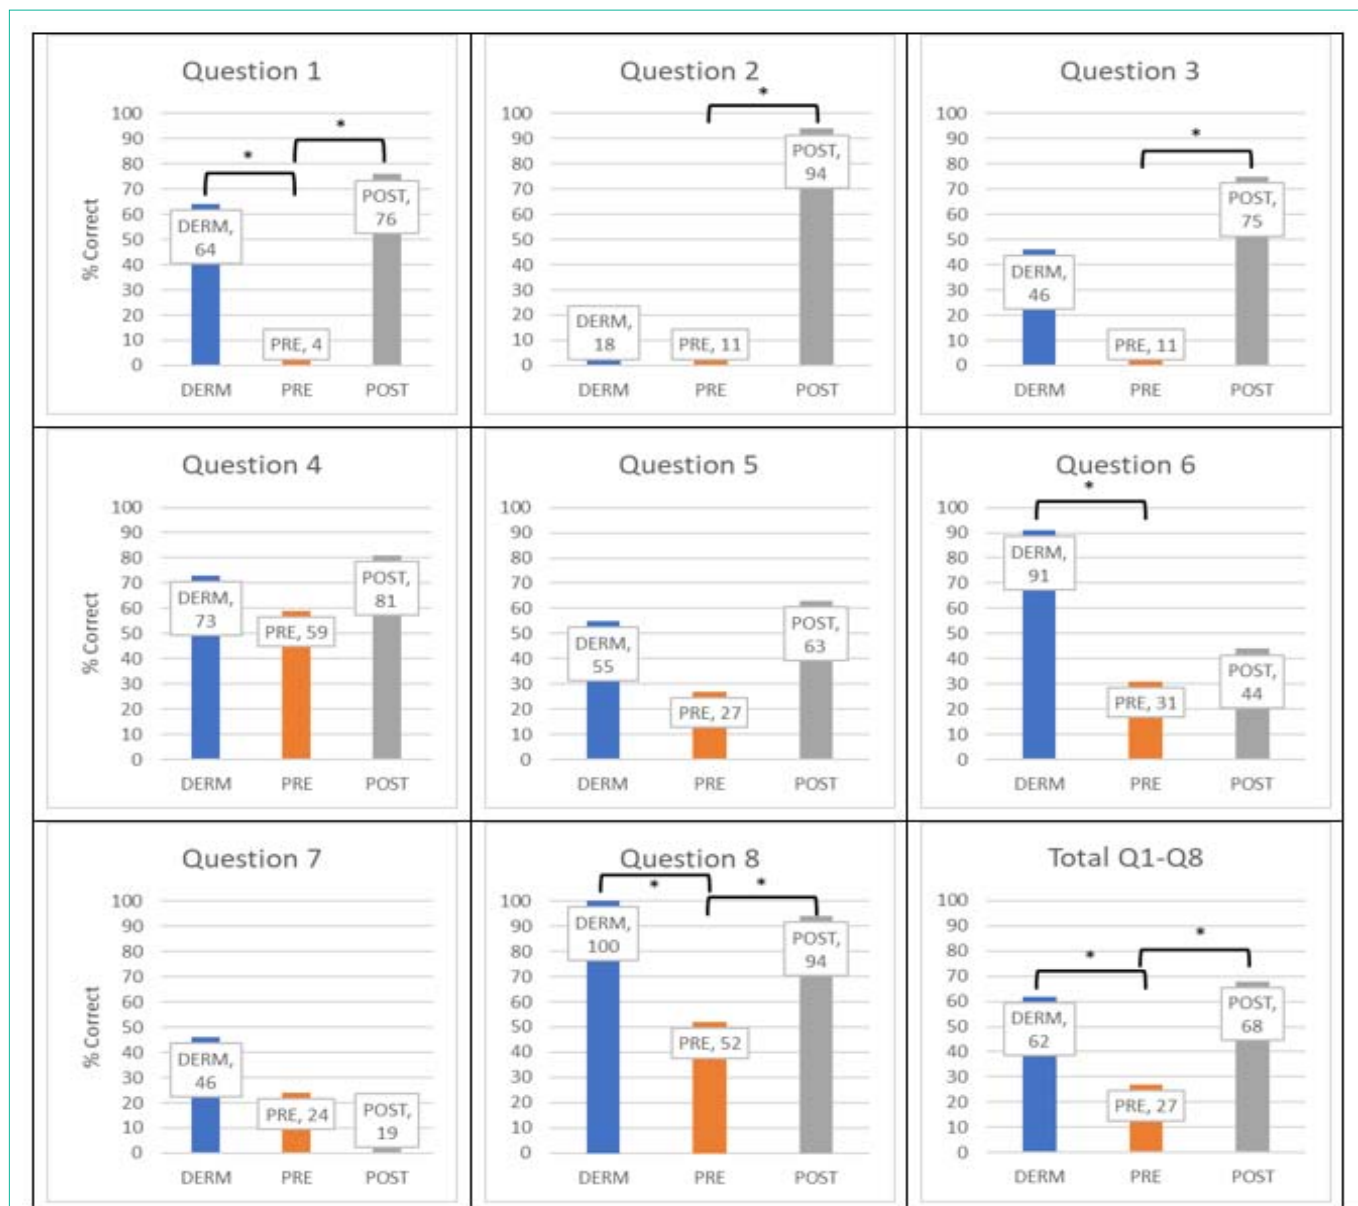 Question 1
*
*
% Correct
100
90
80
70
60
50
40
30
20
10
0
DERM,
64
PRE, 4
POST,
76
DERM PRE POST
Question 2
*
100
90
80
70
60
50
40
30
20
10
0
DERM,
18
PRE, 11
POST,
94
DERM PRE POST
Question 3
*
100
90
80
70
60
50
40
30
20
10
0
DERM,
46
PRE, 11
POST,
75
DERM PRE POST
Question 4
% Correct
100
90
80
70
60
50
40
30
20
10
0
DERM,
73
PRE, 59
POST,
81
DERM PRE POST
Question 5
100
90
80
70
60
50
40
30
20
10
0
DERM,
55
PRE, 27
POST,
63
DERM PRE POST
Question 6
*
100
90
80
70
60
50
40
30
20
10
0
DERM,
91
PRE, 31
POST,
44
DERM PRE POST
Question 7
% Correct
100
90
80
70
60
50
40
30
20
10
0
DERM,
46
PRE, 24
POST,
19
DERM PRE POST
Question 8
*
*
100
90
80
70
60
50
40
30
20
10
0
DERM,
100
PRE, 52
POST,
94
DERM PRE POST
Total Q1-Q8
*
*
100
90
80
70
60
50
40
30
20
10
0
DERM,
62
PRE, 27
POST,
68
DERM PRE POST